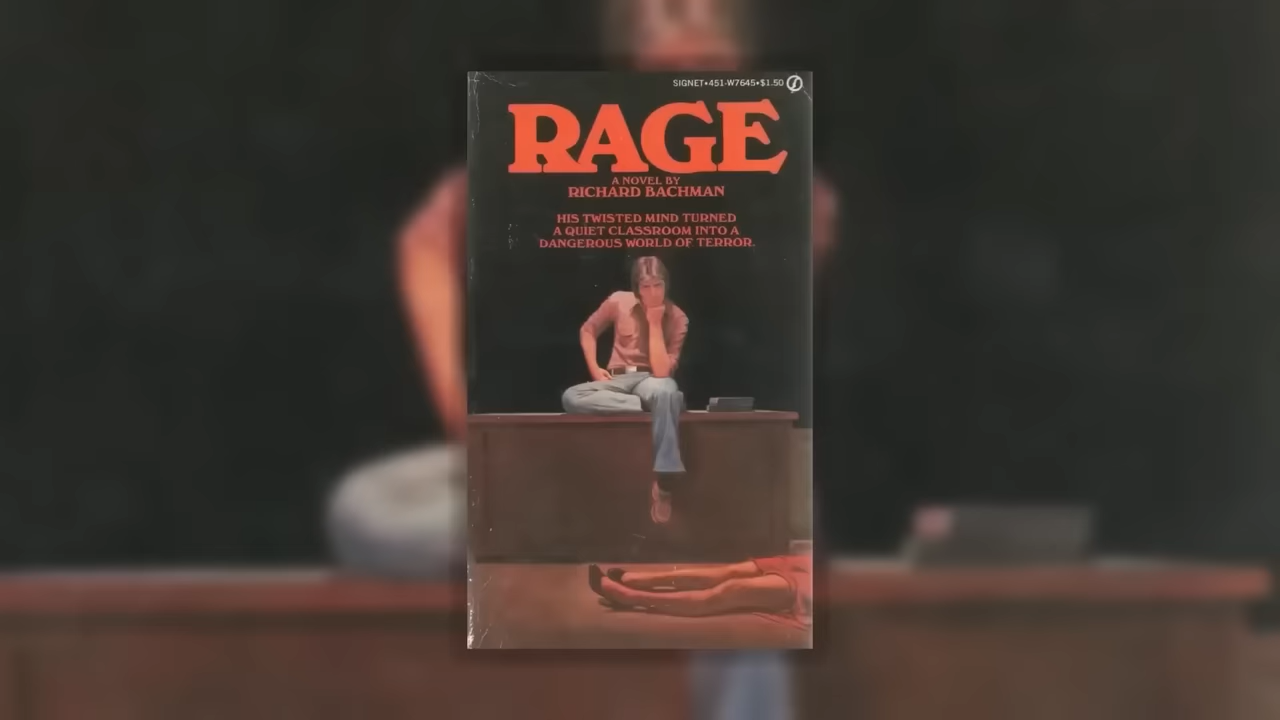 SIGNET•451-W7645•$1.50
RAGE
A NOVEL BY
RICHARD BACHMAN
HIS TWISTED MIND TURNED
A QUIET CLASSROOM INTO A
DANGEROUS WORLD OF TERROR.